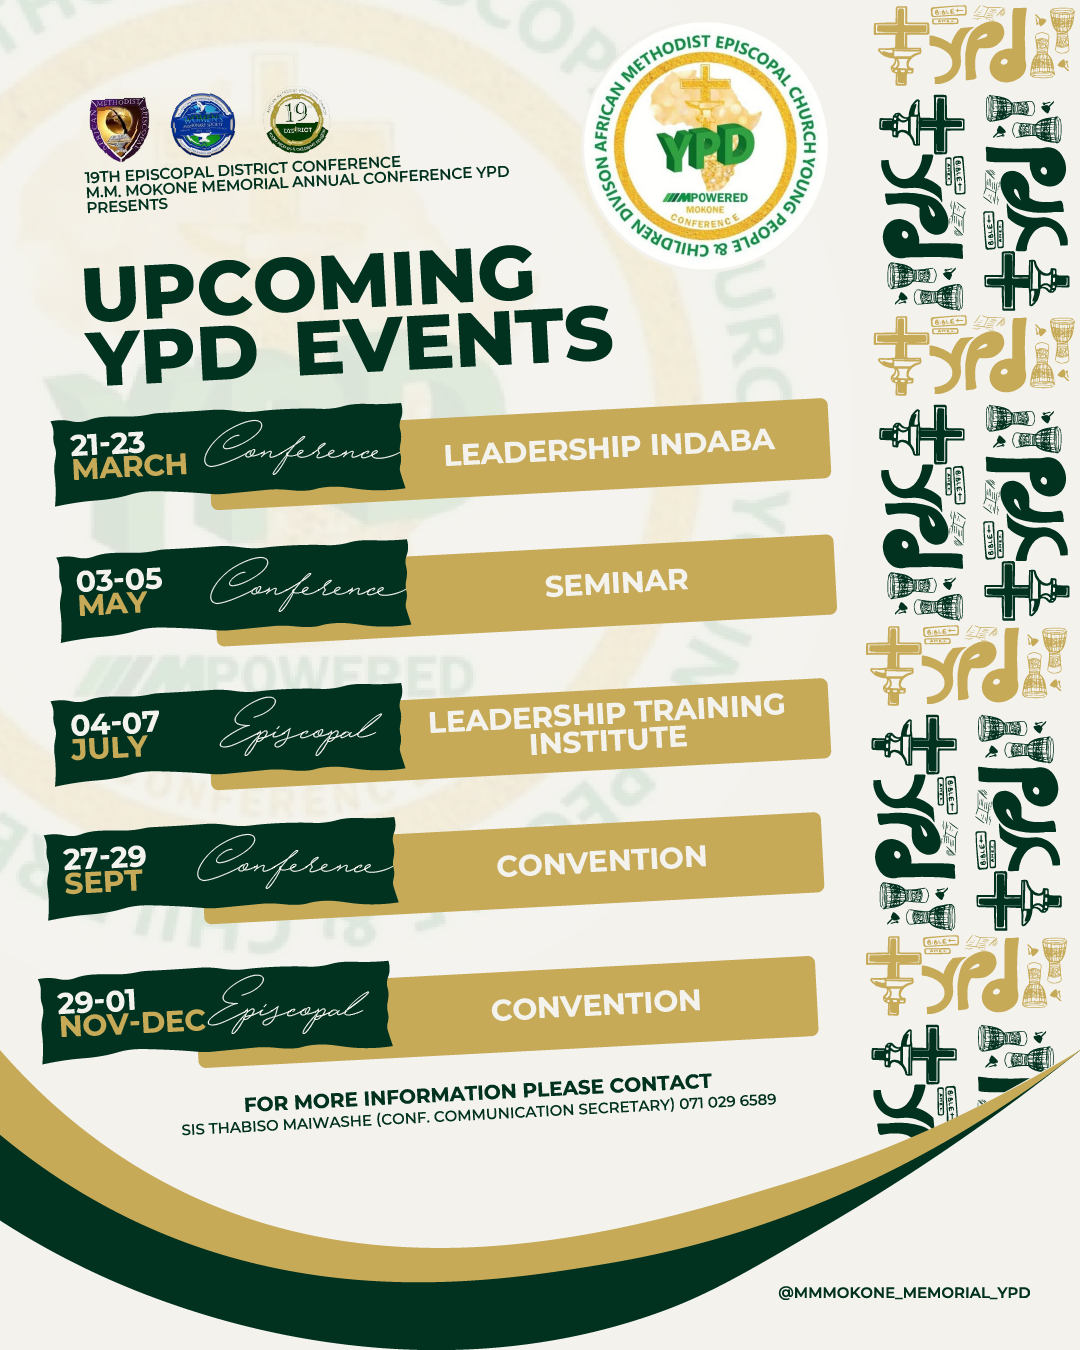 19TH EPISCOPAL DISTRICT CONFERENCE
M.M. MOKONE MEMORIAL ANNUAL CONFERENCE YPD
PRESENTS
AFRICAN METHODIST EPISCOPAL CHURCH YOUNG PEOPLE & CHILDREN DIVISON
YPD
MPOWERED
MOKONE
CONFERENCE
19
DISTRICT
UPCOMING
YPD EVENTS
21-23
MARCH
Conference
LEADERSHIP INDABA
03-05
MAY
Conference
SEMINAR
04-07
JULY
Episcopal
LEADERSHIP TRAINING
INSTITUTE
27-29
SEPT
Conference
CONVENTION
29-01
NOV-DEC
Episcopal
CONVENTION
FOR MORE INFORMATION PLEASE CONTACT
SIS THABISO MAIWASHE (CONF. COMMUNICATION SECRETARY) 071 029 6589
@MMMOKONE_MEMORIAL_YPD